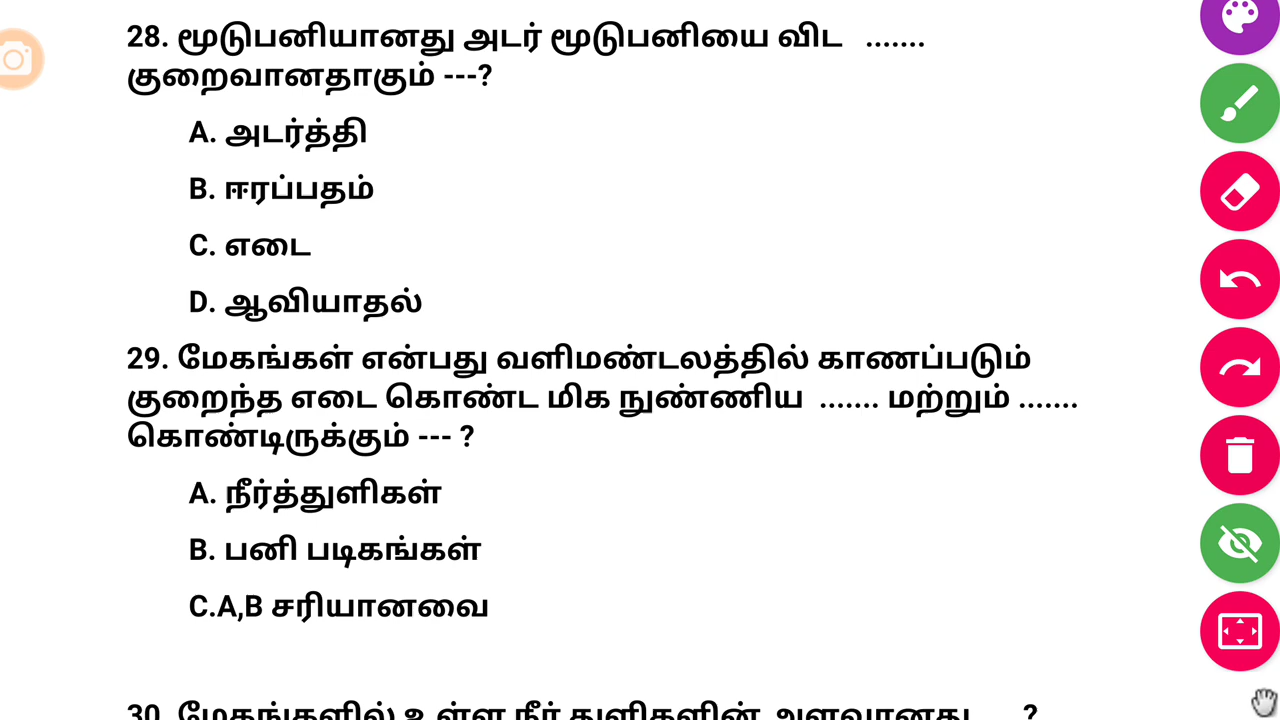 28. மூடுபனியானது அடர் மூடுபனியை விட .......
குறைவானதாகும் ---?
A. அடர்த்தி
B. ஈரப்பதம்
C. எடை
D. ஆவியாதல்
29. மேகங்கள் என்பது வளிமண்டலத்தில் காணப்படும்
குறைந்த எடை கொண்ட மிக நுண்ணிய ....... மற்றும் .......
கொண்டிருக்கும் --- ?
A. நீர்த்துளிகள்
B. பனி படிகங்கள்
C.A,B சரியானவை
30. மேகங்களில் உள்ள நீர் துளிகளின் அளவானது ..... ?